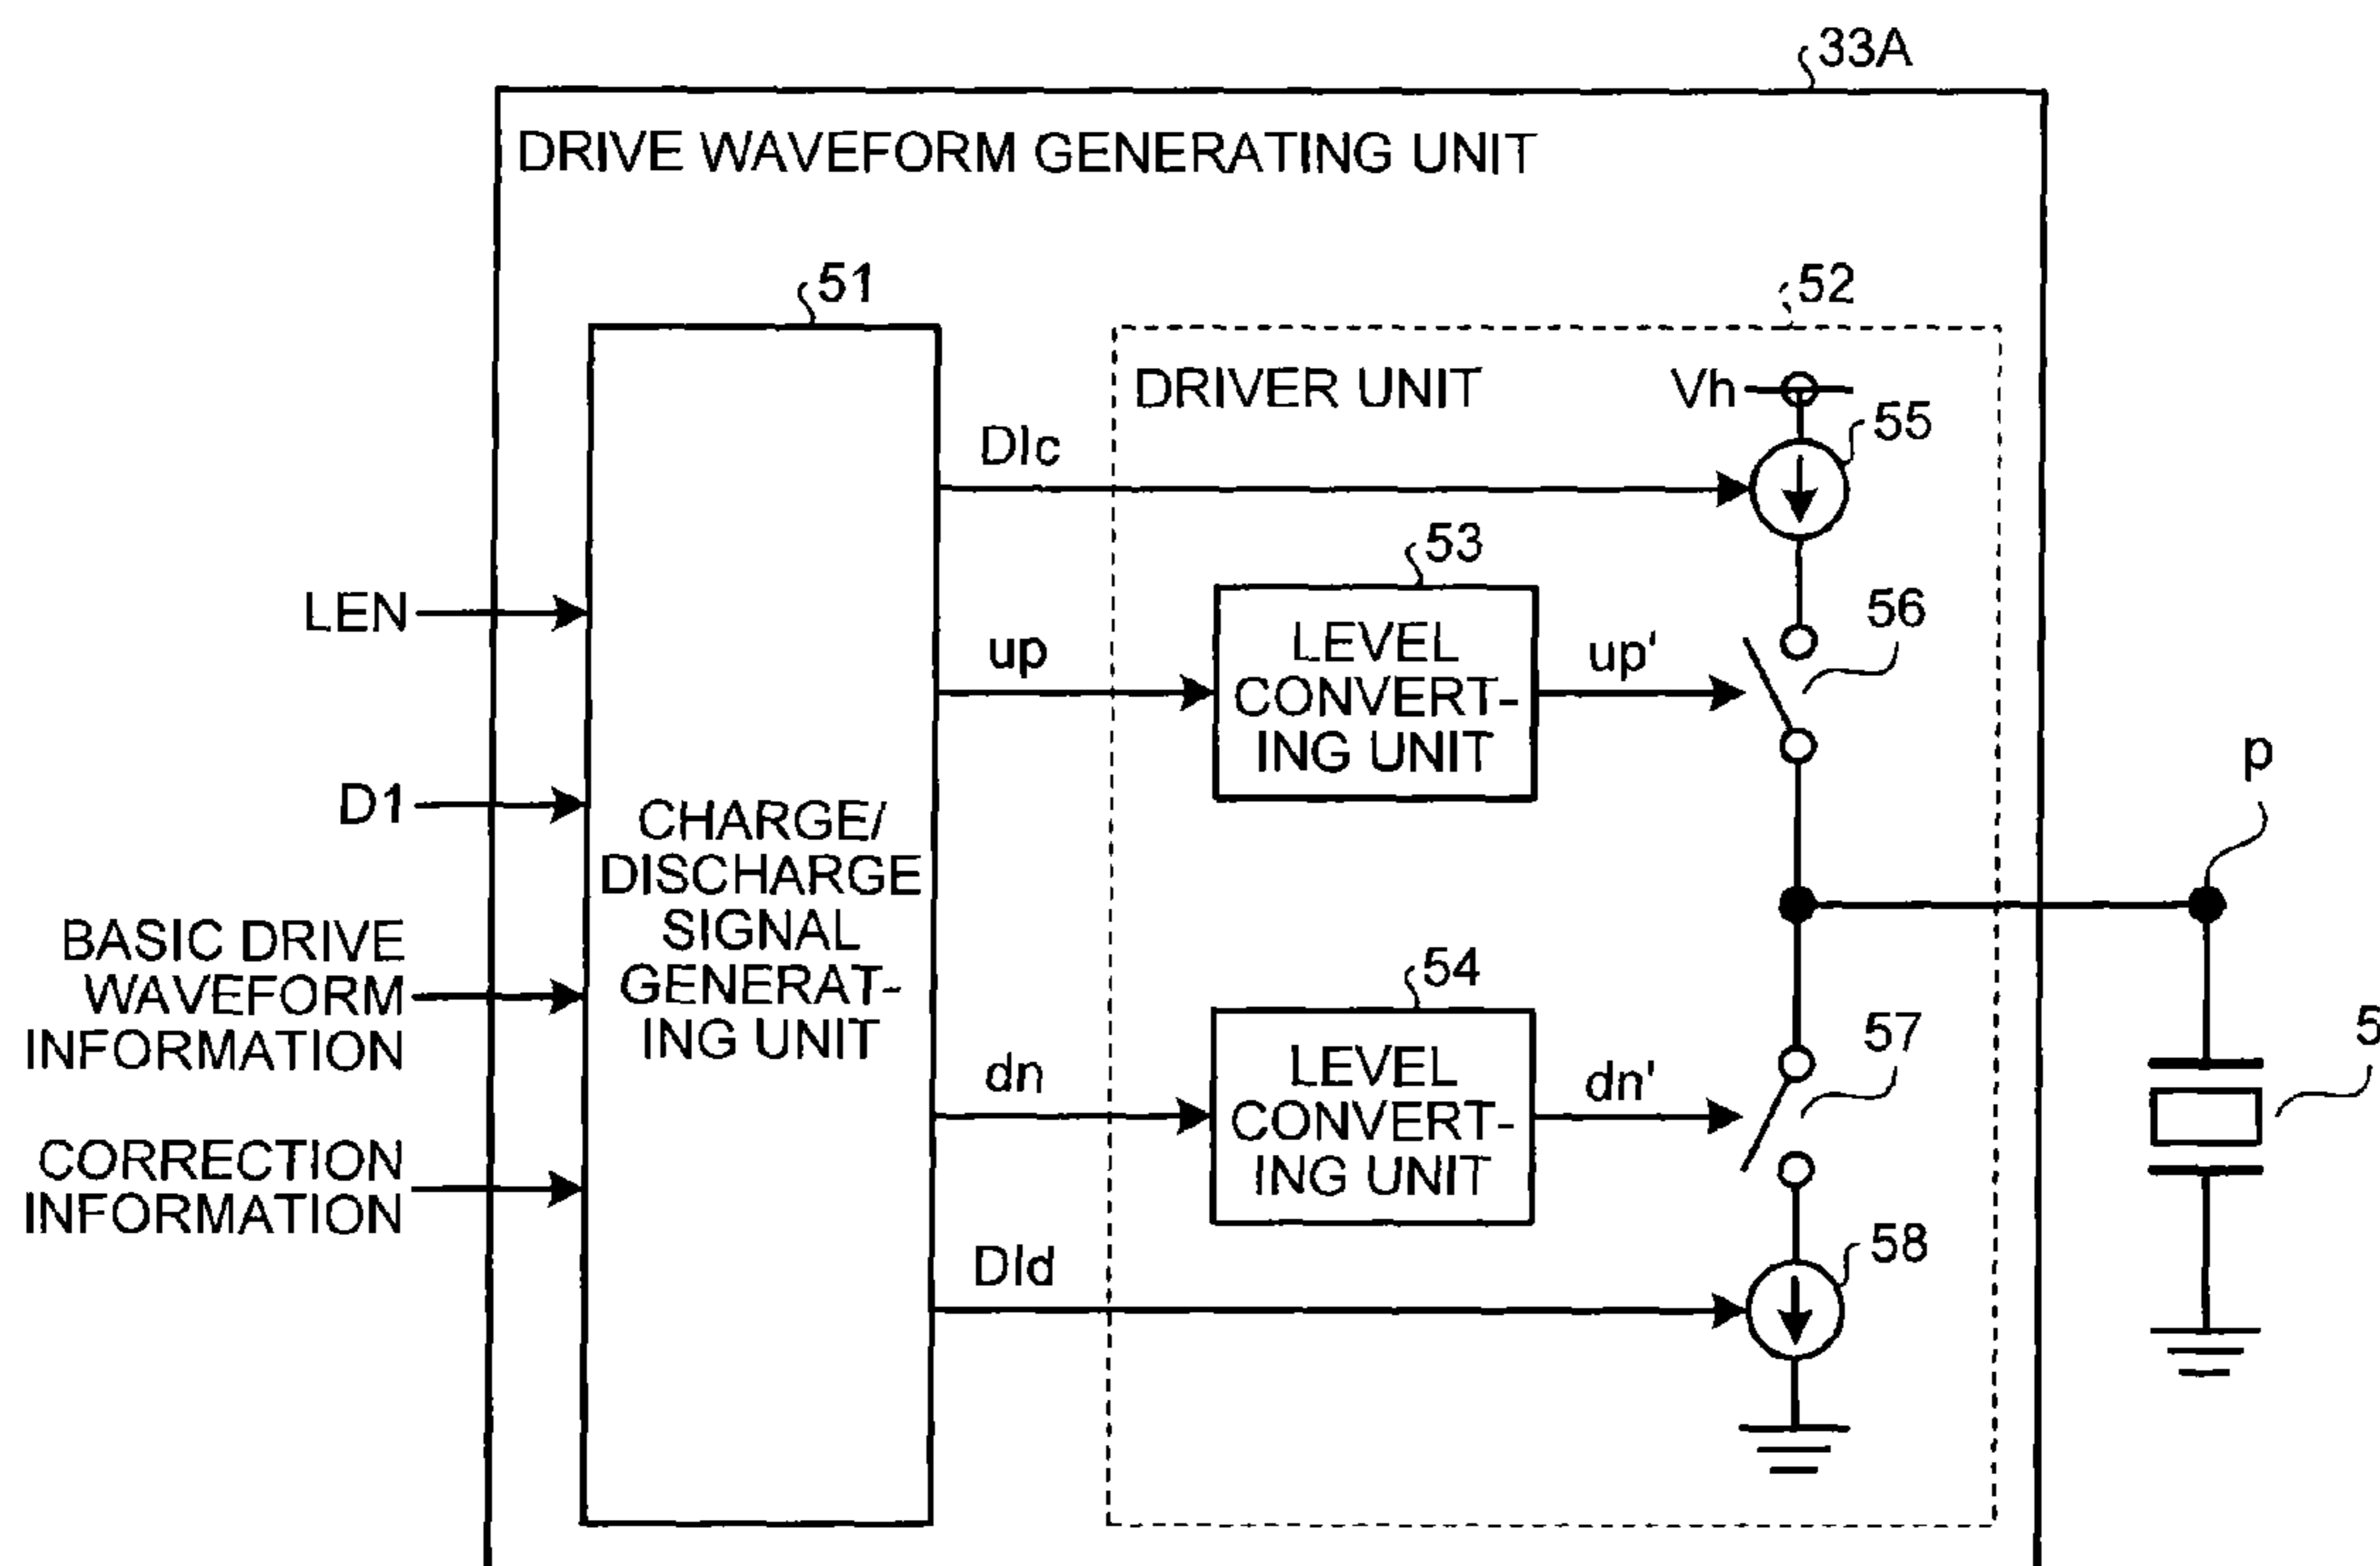 33A
DRIVE WAVEFORM GENERATING UNIT
51
52
DRIVER UNIT
Vh
55
DIc
53
56
LEN
up
LEVEL
CONVERT-
ING UNIT
up'
p
D1
CHARGE/
DISCHARGE
SIGNAL
GENERAT-
ING UNIT
BASIC DRIVE
WAVEFORM
INFORMATION
54
57
5
dn
LEVEL
CONVERT-
ING UNIT
dn'
CORRECTION
INFORMATION
DId
58